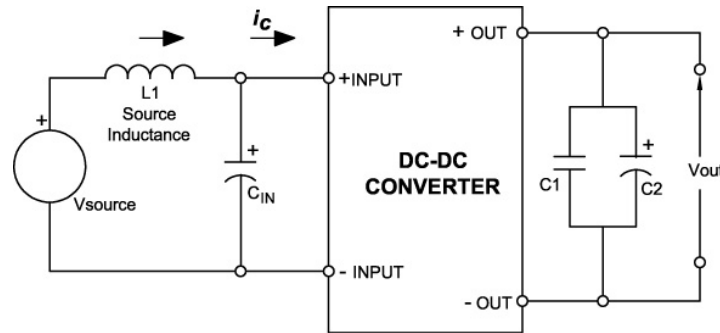 ic
+ OUT
L1
Source
Inductance
+INPUT
+
+
CIN
Vsource
DC-DC
CONVERTER
C1
+
C2
Vout
- INPUT
- OUT